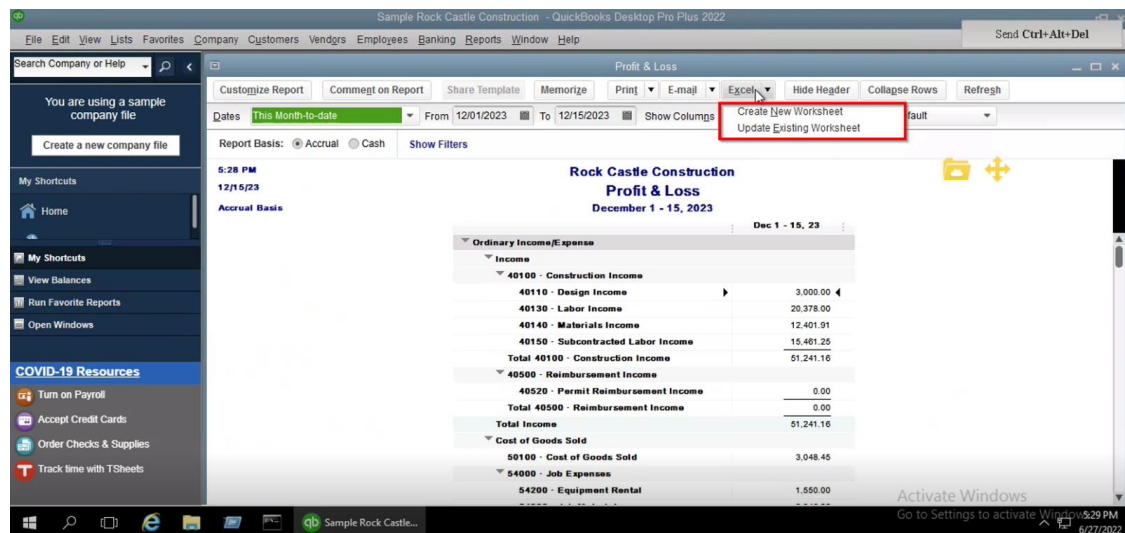 Sample Rock Castle Construction - QuickBooks Desktop Pro Plus 2022
File Edit View Lists Favorites Company Customers Vendors Employees Banking Reports Window Help
Send Ctrl+Alt+Del
Search Company or Help
Profit & Loss
You are using a sample
company file
Create a new company file
My Shortcuts
Home
My Shortcuts
View Balances
Run Favorite Reports
Open Windows
COVID-19 Resources
Turn on Payroll
Accept Credit Cards
Order Checks & Supplies
Track time with TSheets
Customize Report Comment on Report Share Template Memorize Print E-mail Excel Hide Header Collapse Rows Refresh
Create New Worksheet
Update Existing Worksheet
Dates This Month-to-date From 12/01/2023 To 12/15/2023 Show Columns fault
Report Basis: Accrual Cash Show Filters
5:28 PM
12/15/23
Accrual Basis
Rock Castle Construction
Profit & Loss
December 1 - 15, 2023
Dec 1 - 15, 23
Ordinary Income/Expense
Income
40100 · Construction Income
40110 · Design Income 3,000.00
40130 · Labor Income 20,378.00
40140 · Materials Income 12,401.91
40150 · Subcontracted Labor Income 15,461.25
Total 40100 · Construction Income 51,241.16
40500 · Reimbursement Income
40520 · Permit Reimbursement Income 0.00
Total 40500 · Reimbursement Income 0.00
Total Income 51,241.16
Cost of Goods Sold
50100 · Cost of Goods Sold 3,048.45
54000 · Job Expenses
54200 · Equipment Rental 1,550.00
Activate Windows
Go to Settings to activate Windows
qb Sample Rock Castle...
5:29 PM
6/27/2022